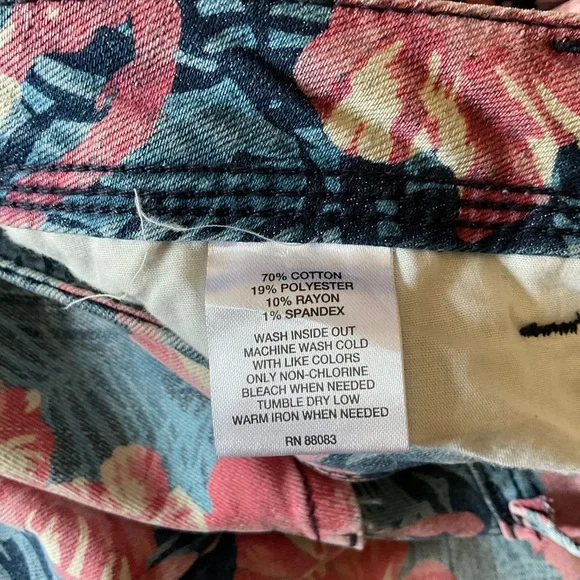 70% COTTON
19% POLYESTER
10% RAYON
1% SPANDEX
WASH INSIDE OUT
MACHINE WASH COLD
WITH LIKE COLORS
ONLY NON-CHLORINE
BLEACH WHEN NEEDED
TUMBLE DRY LOW
WARM IRON WHEN NEEDED
RN 88083